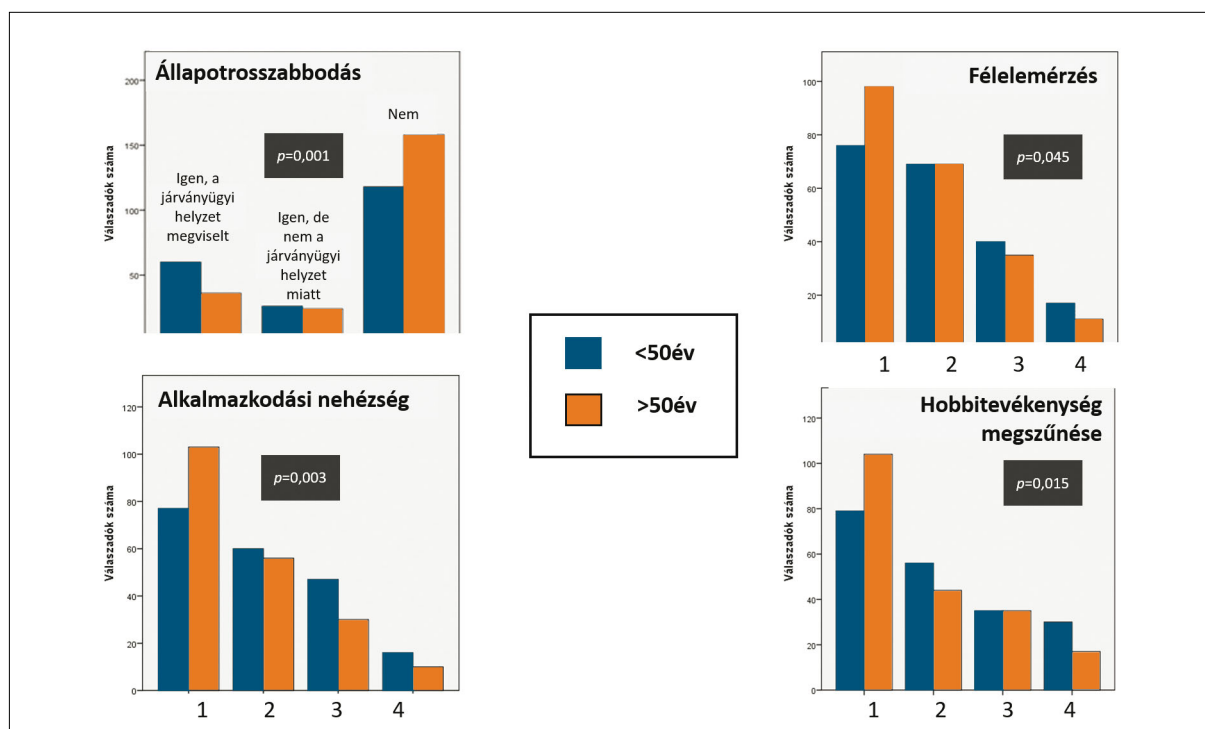 Állapotrosszabbodás
200
150
100
50
Válaszadók száma
Igen, a
járványügyi
helyzet
megviselt
p=0,001
Igen, de
nem a
járványügyi
helyzet
miatt
Nem
Félelemérzés
100
80
60
40
20
Válaszadók száma
p=0,045
1 2 3 4
<50év
>50év
Alkalmazkodási nehézség
120
100
80
60
40
20
0
Válaszadók száma
p=0,003
1 2 3 4
Hobbitevékenység
megszűnése
120
100
80
60
40
20
0
Válaszadók száma
p=0,015
1 2 3 4